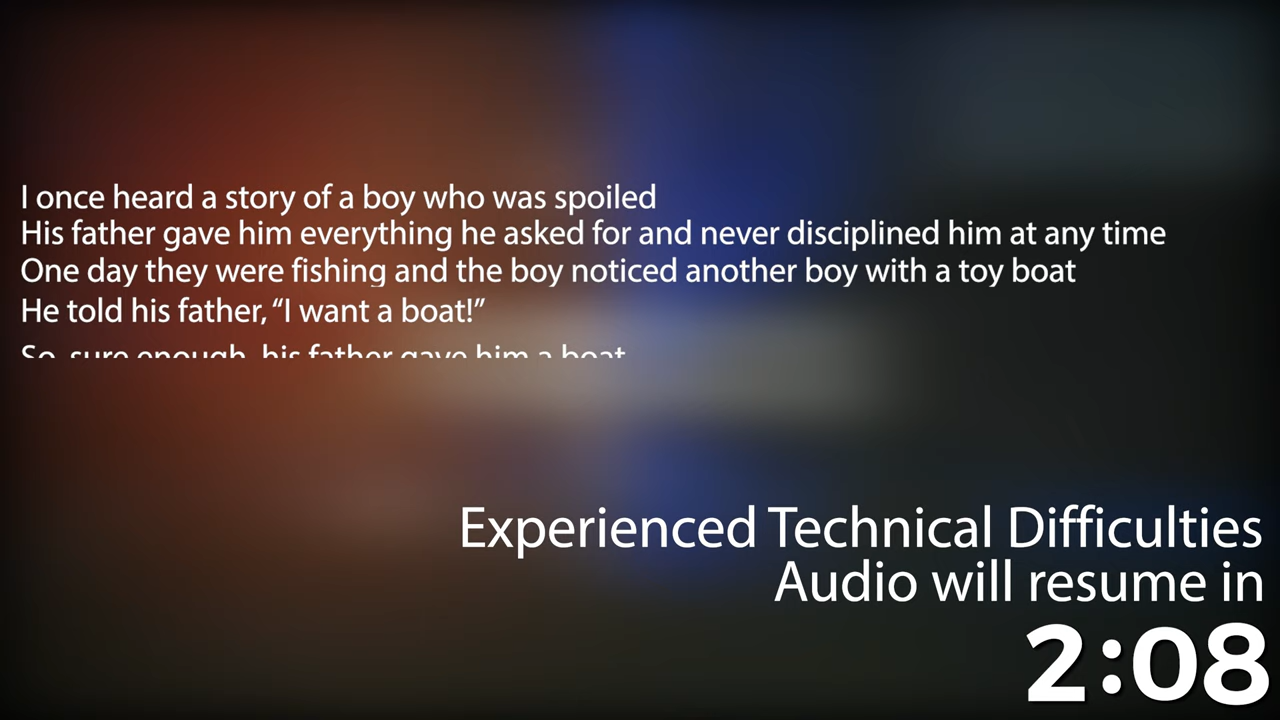 I once heard a story of a boy who was spoiled
His father gave him everything he asked for and never disciplined him at any time
One day they were fishing and the boy noticed another boy with a toy boat
He told his father, “I want a boat!”
So, sure enough, his father gave him a boat
Experienced Technical Difficulties
Audio will resume in
2:08